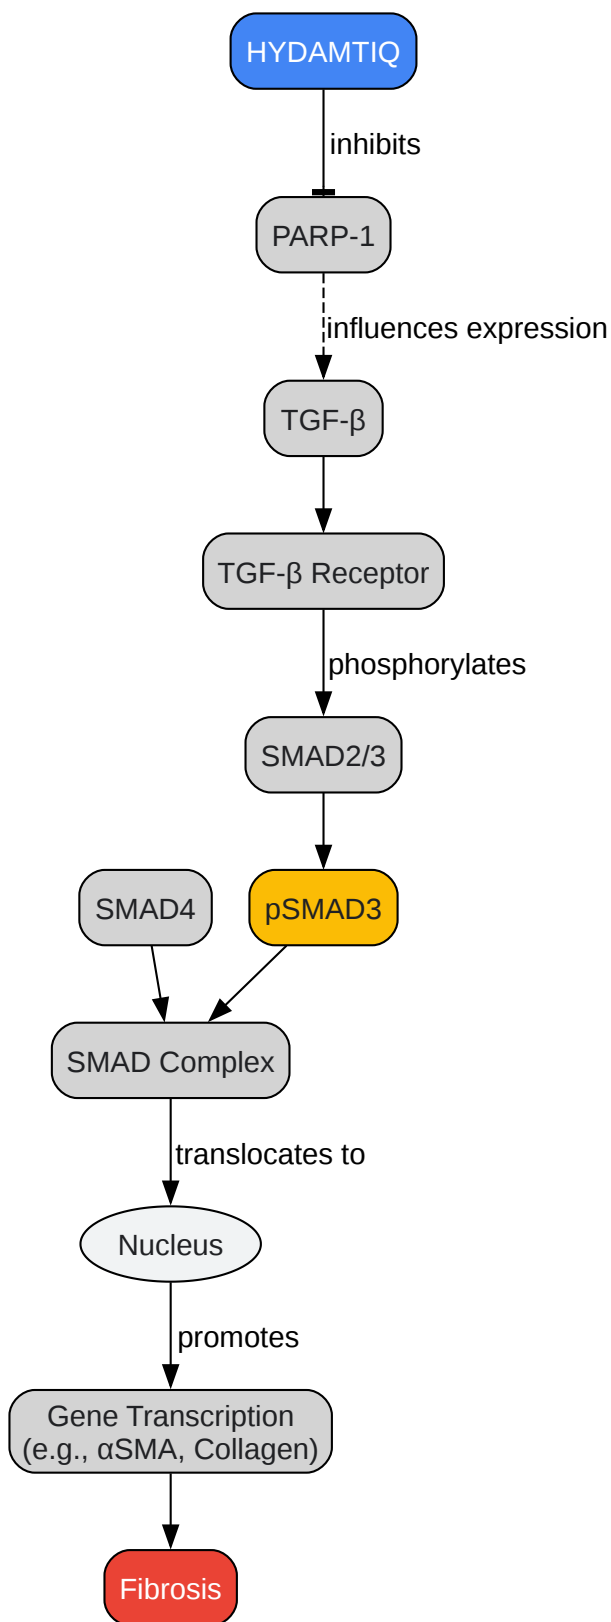 HYDAMTIQ
inhibits
PARP-1
influences expression
TGF-β
TGF-β Receptor
phosphorylates
SMAD2/3
SMAD4
pSMAD3
SMAD Complex
translocates to
Nucleus
promotes
Gene Transcription
(e.g., αSMA, Collagen)
Fibrosis